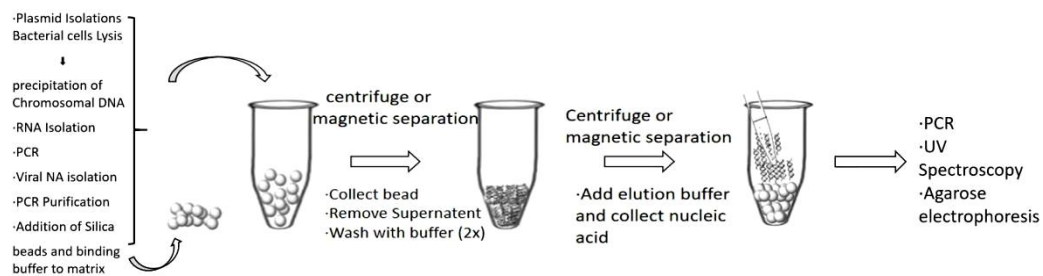 ·Plasmid Isolations
Bacterial cells Lysis
precipitation of
Chromosomal DNA
·RNA Isolation
·PCR
·Viral NA isolation
·PCR Purification
·Addition of Silica
beads and binding
buffer to matrix
centrifuge or
magnetic separation
·Collect bead
·Remove Supernatent
·Wash with buffer (2x)
Centrifuge or
magnetic separation
·Add elution buffer
and collect nucleic
acid
·PCR
·UV
Spectroscopy
·Agarose
electrophoresis